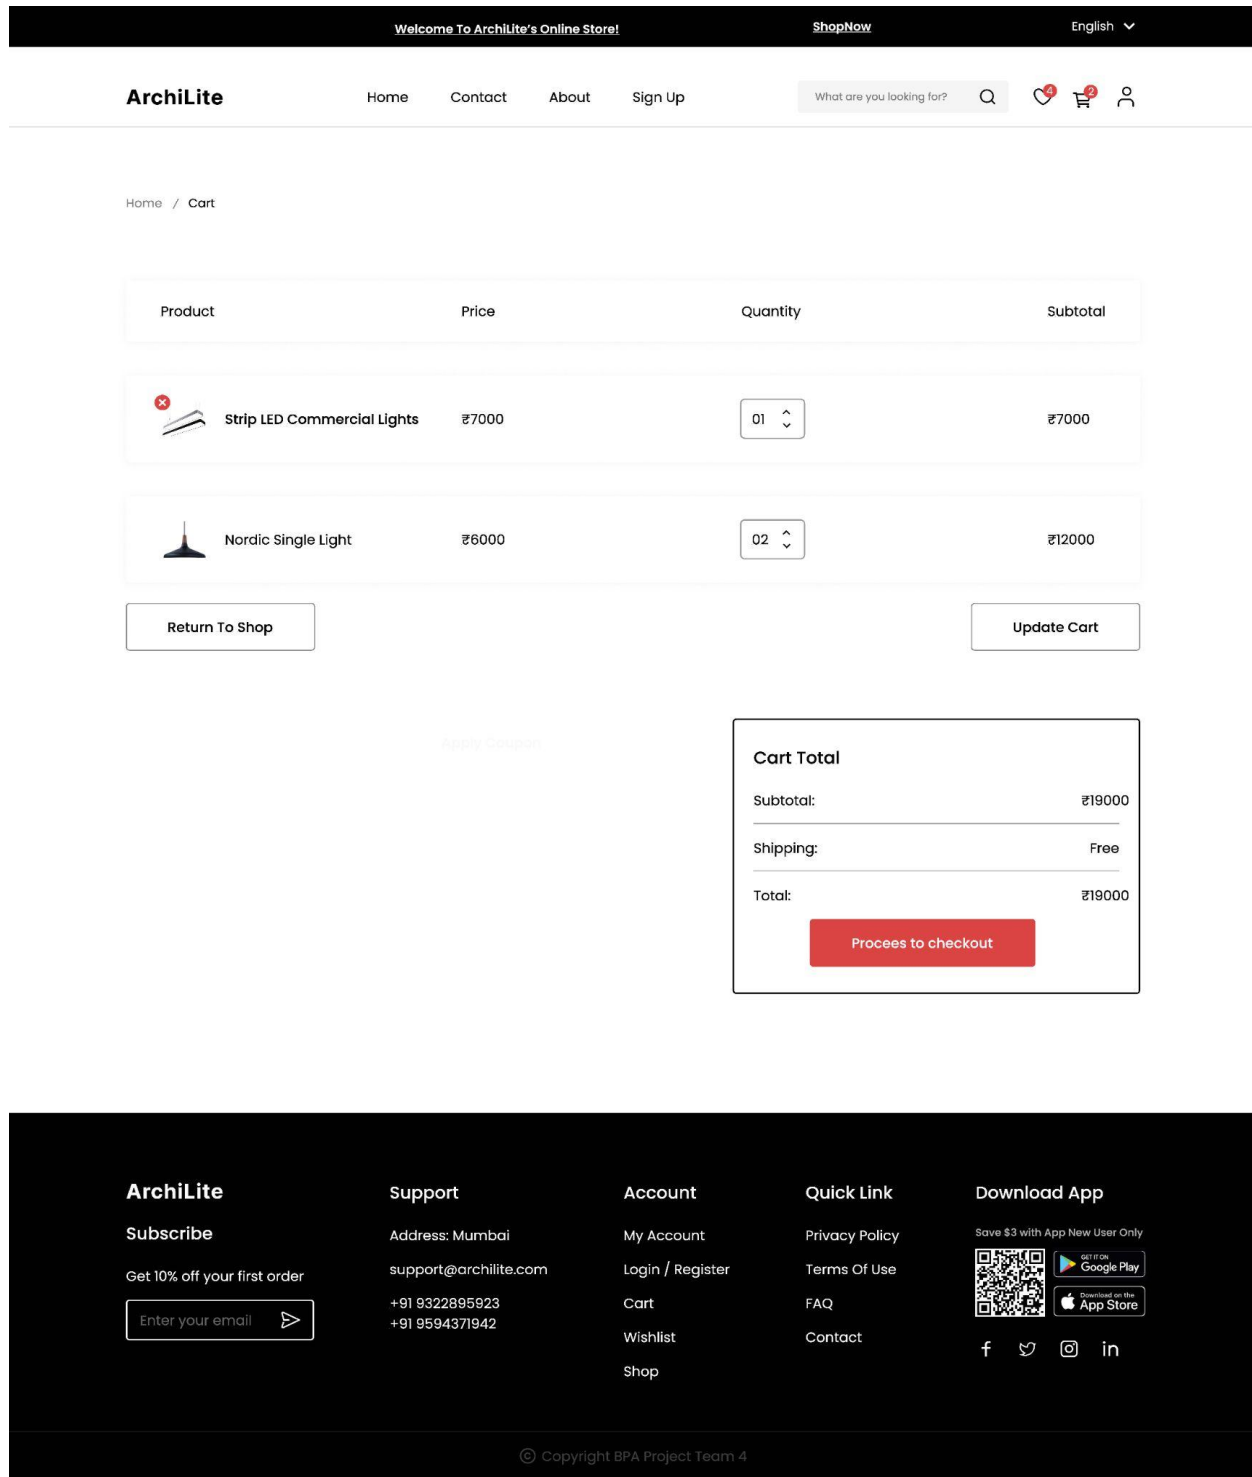 Welcome To ArchiLite's Online Store! ShopNow English
ArchiLite Home Contact About Sign Up What are you looking for? 4 2
Home / Cart
Product Price Quantity Subtotal
Strip LED Commercial Lights ₹7000 01 ₹7000
Nordic Single Light ₹6000 02 ₹12000
Return To Shop Update Cart
Apply Coupon
Cart Total
Subtotal: ₹19000
Shipping: Free
Total: ₹19000
Procees to checkout
ArchiLite
Subscribe
Get 10% off your first order
Enter your email
Support
Address: Mumbai
support@archilite.com
+91 9322895923
+91 9594371942
Account
My Account
Login / Register
Cart
Wishlist
Shop
Quick Link
Privacy Policy
Terms Of Use
FAQ
Contact
Download App
Save $3 with App New User Only
GET IT ON
Google Play
Download on the
App Store
© Copyright BPA Project Team 4